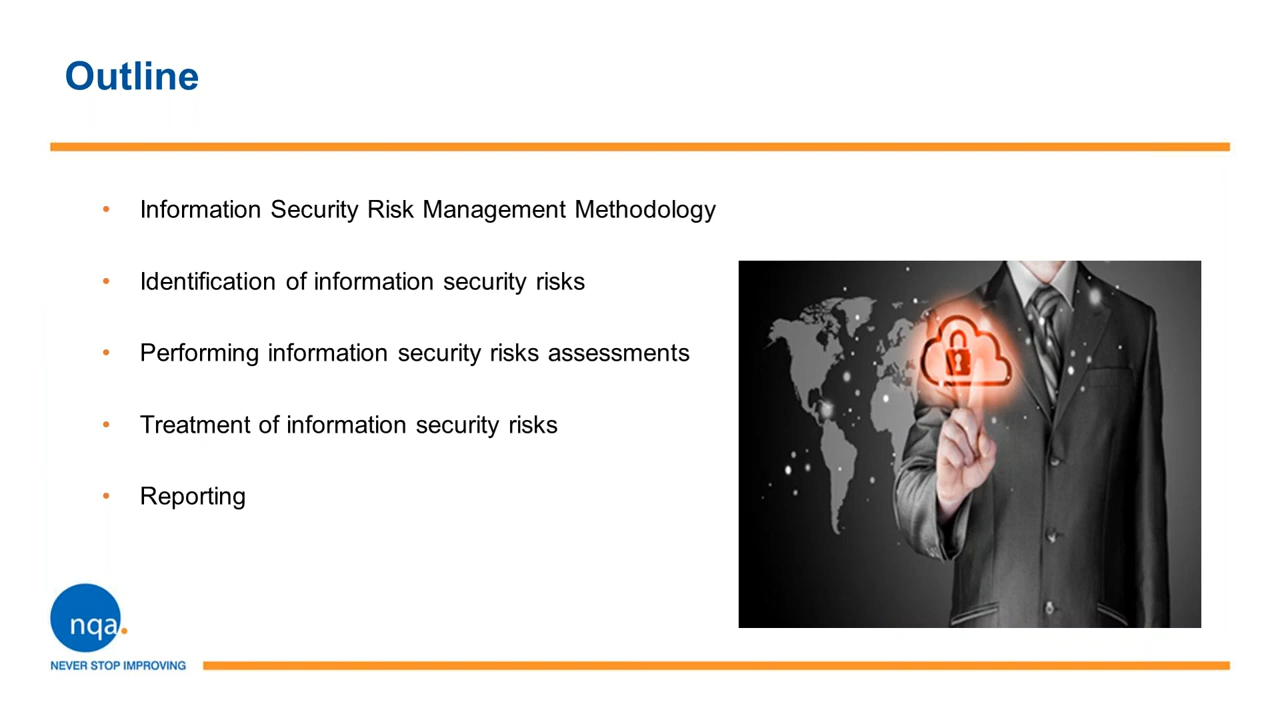 Outline
• Information Security Risk Management Methodology
• Identification of information security risks
• Performing information security risks assessments
• Treatment of information security risks
• Reporting
nqa.
NEVER STOP IMPROVING